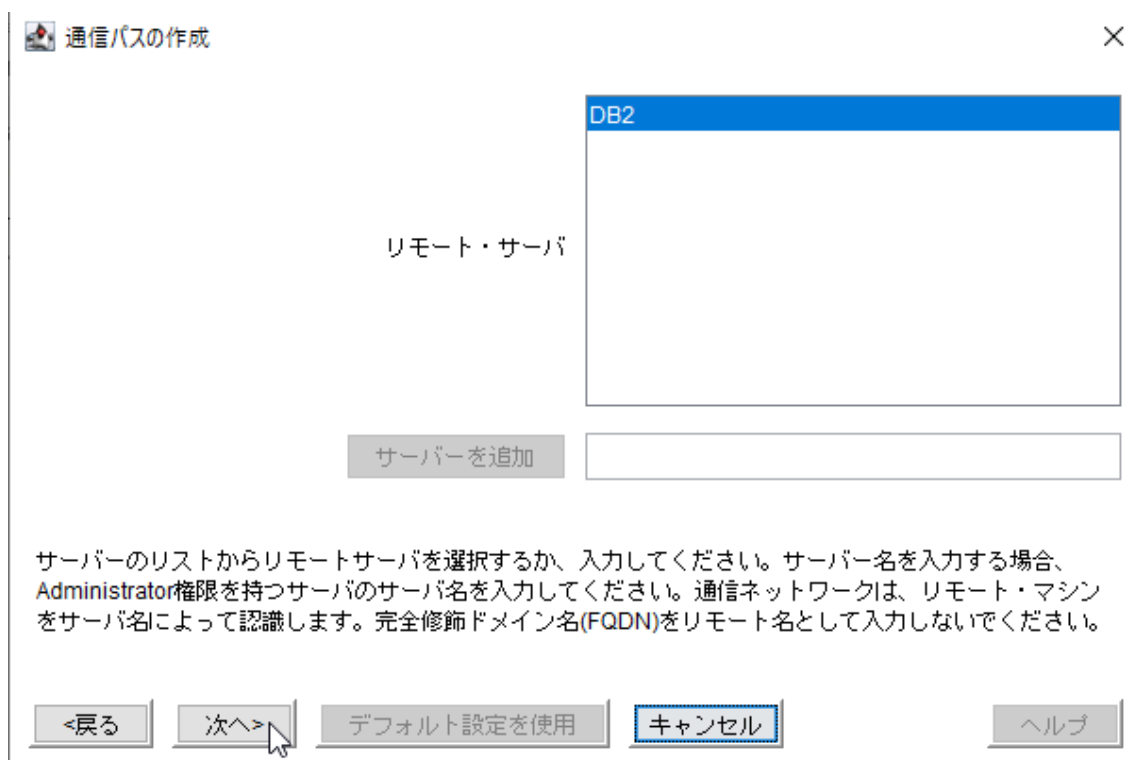 通信パスの作成
DB2
リモート・サーバ
サーバーを追加
サーバーのリストからリモートサーバを選択するか、入力してください。サーバー名を入力する場合、
Administrator権限を持つサーバのサーバ名を入力してください。通信ネットワークは、リモート・マシン
をサーバ名によって認識します。完全修飾ドメイン名(FQDN)をリモート名として入力しないでください。
<戻る 次へ> デフォルト設定を使用 キャンセル ヘルプ